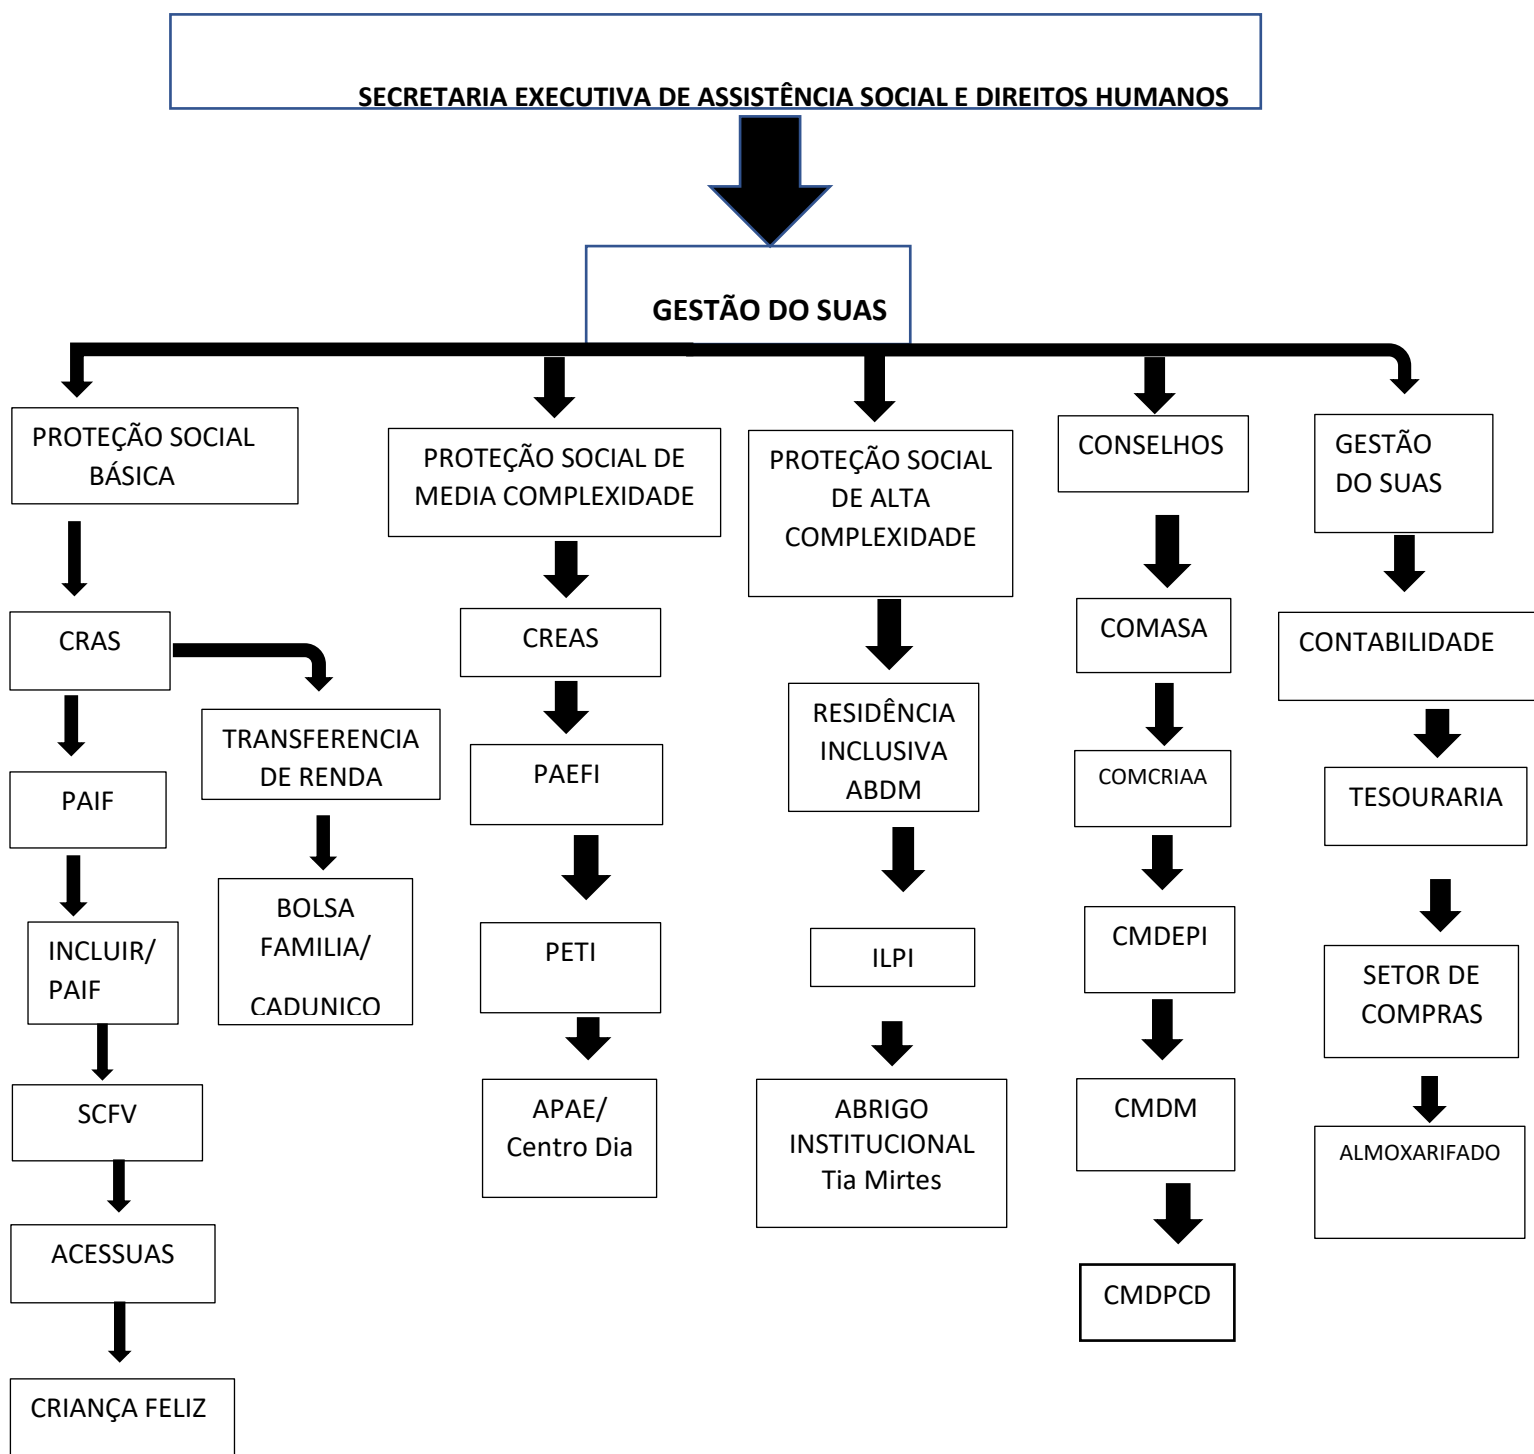 SECRETARIA EXECUTIVA DE ASSISTÊNCIA SOCIAL E DIREITOS HUMANOS
GESTÃO DO SUAS
PROTEÇÃO SOCIAL
BÁSICA
PROTEÇÃO SOCIAL DE
MEDIA COMPLEXIDADE
PROTEÇÃO SOCIAL
DE ALTA
COMPLEXIDADE
CONSELHOS
GESTÃO
DO SUAS
CRAS
CREAS
COMASA
CONTABILIDADE
TRANSFERENCIA
DE RENDA
RESIDÊNCIA
INCLUSIVA
ABDM
PAIF
PAEFI
COMCRIAA
TESOURARIA
BOLSA
FAMILIA/
CADUNICO
INCLUIR/
PAIF
PETI
ILPI
CMDEPI
SETOR DE
COMPRAS
SCFV
APAE/
Centro Dia
ABRIGO
INSTITUCIONAL
Tia Mirtes
CMDM
ALMOXARIFADO
ACESSUAS
CMDPCD
CRIANÇA FELIZ